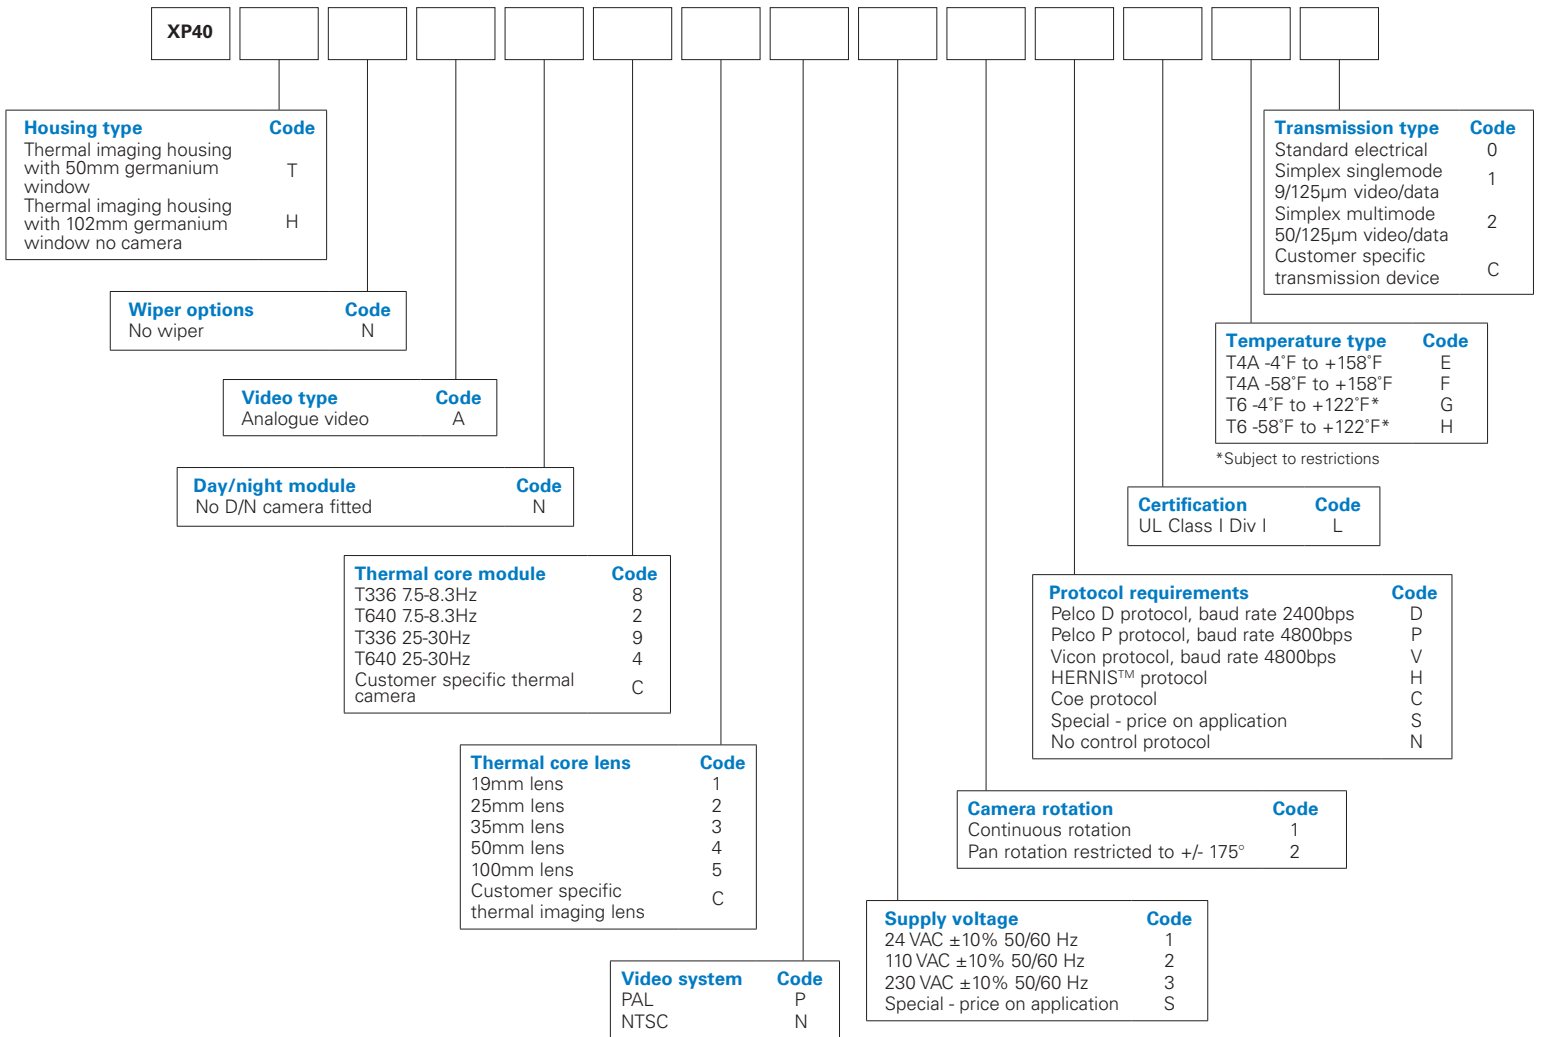 XP40
Housing type Code
Thermal imaging housing
with 50mm germanium
window
T
Thermal imaging housing
with 102mm germanium
window no camera
H
Wiper options Code
No wiper N
Video type Code
Analogue video A
Day/night module Code
No D/N camera fitted N
Thermal core module Code
T336 7.5-8.3Hz 8
T640 7.5-8.3Hz 2
T336 25-30Hz 9
T640 25-30Hz 4
Customer specific thermal
camera
C
Thermal core lens Code
19mm lens 1
25mm lens 2
35mm lens 3
50mm lens 4
100mm lens 5
Customer specific
thermal imaging lens
C
Video system Code
PAL P
NTSC N
Supply voltage Code
24 VAC ±10% 50/60 Hz 1
110 VAC ±10% 50/60 Hz 2
230 VAC ±10% 50/60 Hz 3
Special - price on application S
Camera rotation Code
Continuous rotation 1
Pan rotation restricted to +/- 175° 2
Protocol requirements Code
Pelco D protocol, baud rate 2400bps D
Pelco P protocol, baud rate 4800bps P
Vicon protocol, baud rate 4800bps V
HERNIS™ protocol H
Coe protocol C
Special - price on application S
No control protocol N
Certification Code
UL Class I Div I L
Temperature type Code
T4A -4˚F to +158˚F E
T4A -58˚F to +158˚F F
T6 -4˚F to +122˚F* G
T6 -58˚F to +122˚F* H
*Subject to restrictions
Transmission type Code
Standard electrical 0
Simplex singlemode
9/125µm video/data
1
Simplex multimode
50/125µm video/data
2
Customer specific
transmission device
C